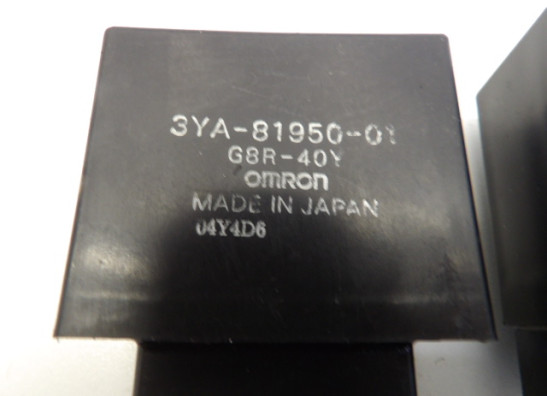 3YA-81950-01
G8R-40Y
OMRON
MADE IN JAPAN
04Y4D6